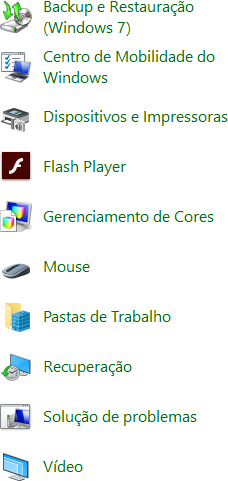 Backup e Restauração
(Windows 7)
Centro de Mobilidade do
Windows
Dispositivos e Impressoras
Flash Player
Gerenciamento de Cores
Mouse
Pastas de Trabalho
Recuperação
Solução de problemas
Vídeo